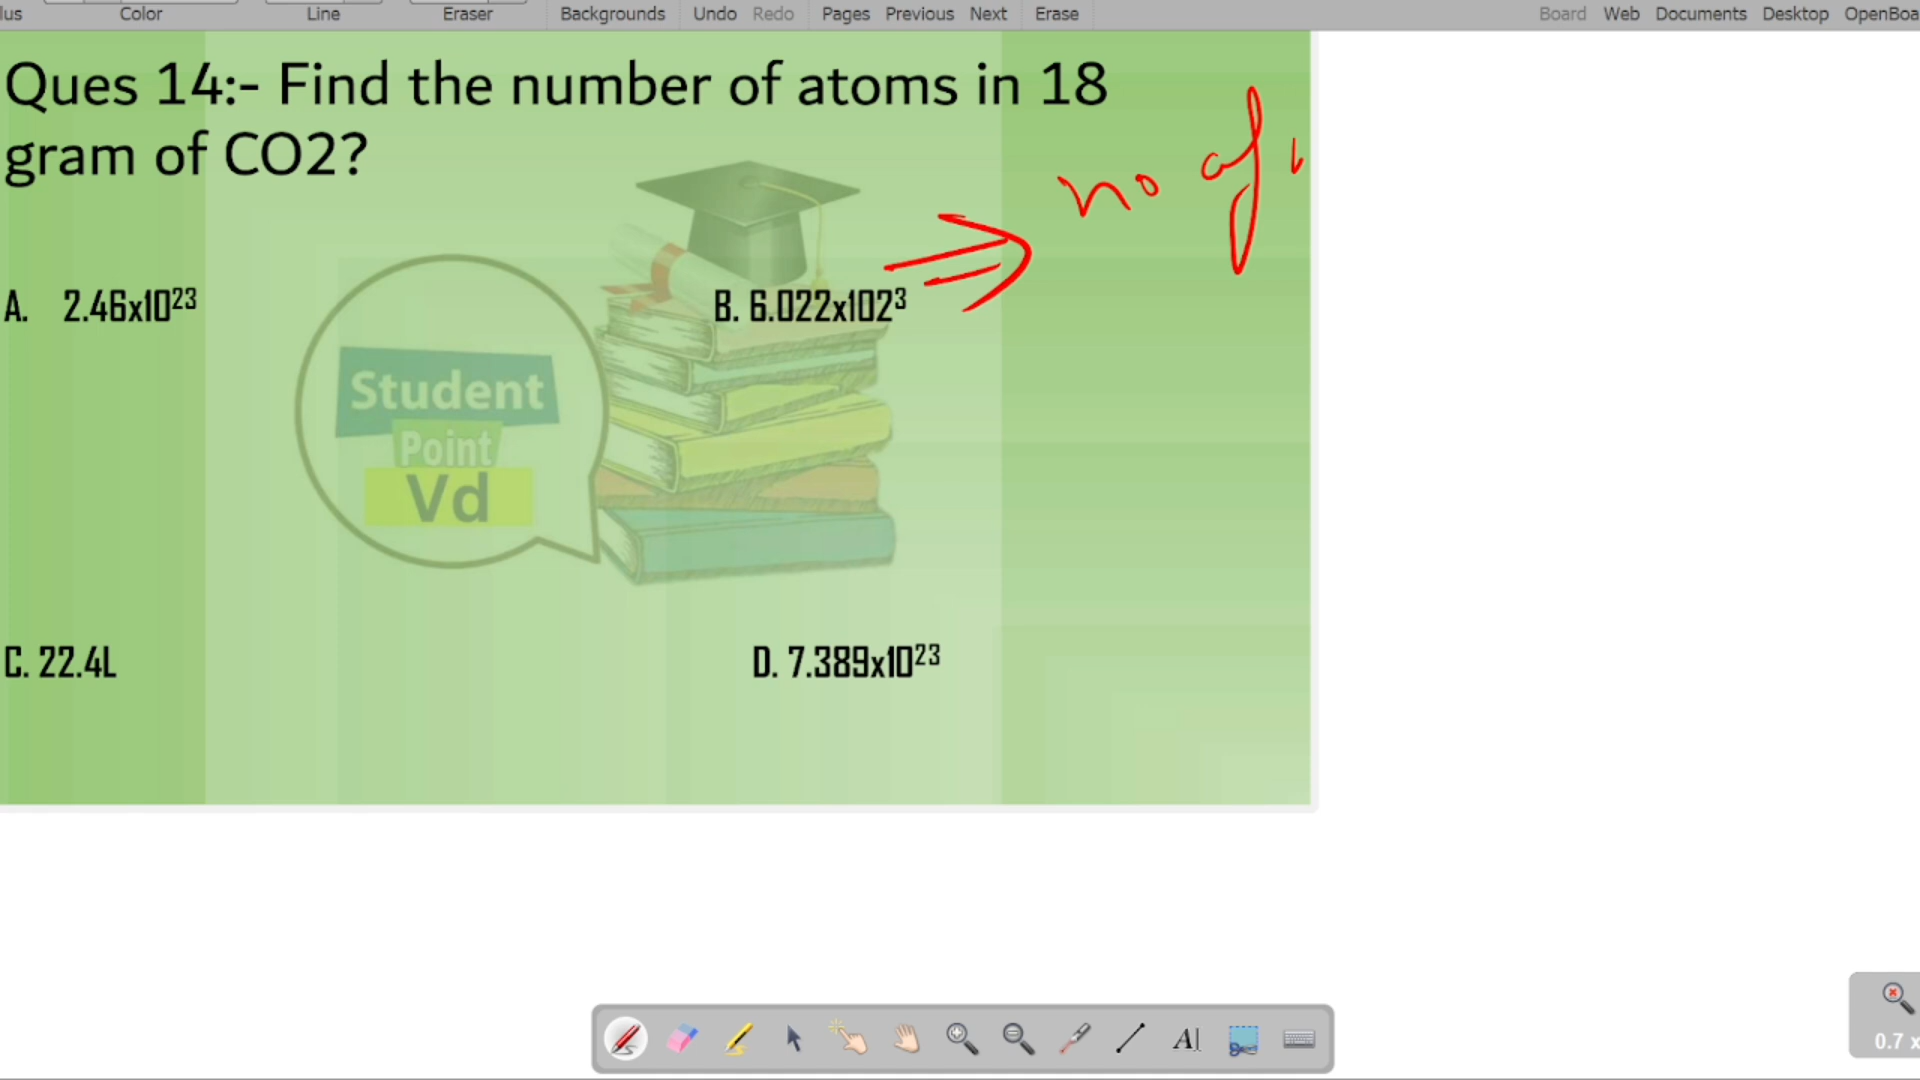 lus Color Line Eraser Backgrounds Undo Redo Pages Previous Next Erase Board Web Documents Desktop OpenBoa
Ques 14:- Find the number of atoms in 18
gram of CO2?
no of
A. 2.46x10²³
B. 6.022x102³
Student
Point
Vd
C. 22.4L
D. 7.389x10²³
A
0.7 x